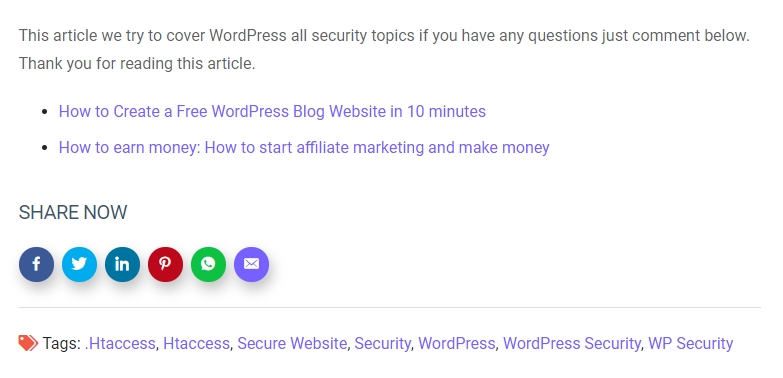 This article we try to cover WordPress all security topics if you have any questions just comment below.
Thank you for reading this article.
How to Create a Free WordPress Blog Website in 10 minutes
How to earn money: How to start affiliate marketing and make money
SHARE NOW
Tags: .Htaccess, Htaccess, Secure Website, Security, WordPress, WordPress Security, WP Security